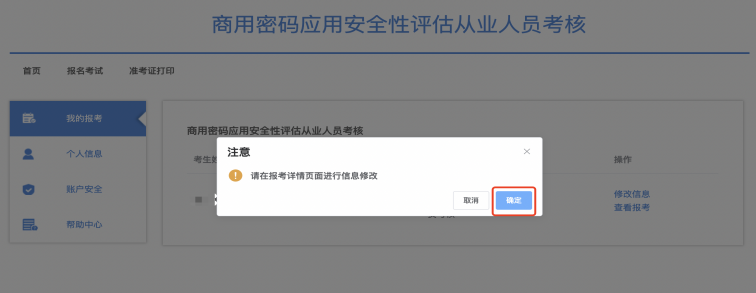 商用密码应用安全性评估从业人员考核
首页 报名考试 准考证打印
我的报考
个人信息
账户安全
帮助中心
商用密码应用安全性评估从业人员考核
考生姓
操作
注意
请在报考详情页面进行信息修改
取消 确定
修改信息
查看报考